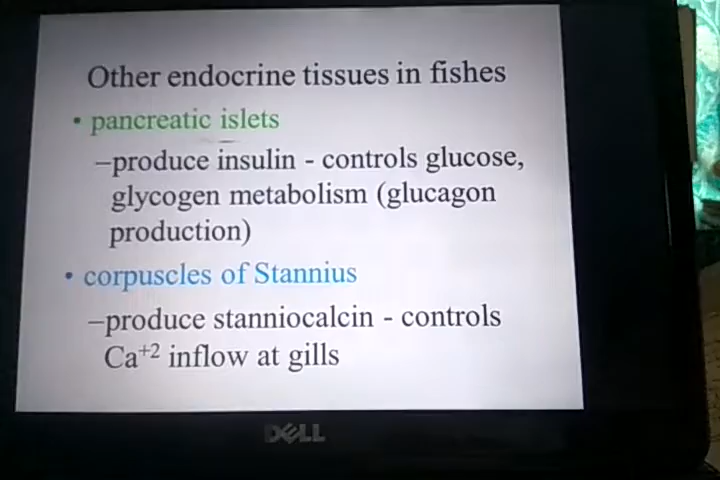 Other endocrine tissues in fishes
• pancreatic islets
–produce insulin - controls glucose,
glycogen metabolism (glucagon
production)
• corpuscles of Stannius
–produce stanniocalcin - controls
Ca⁺² inflow at gills
DELL